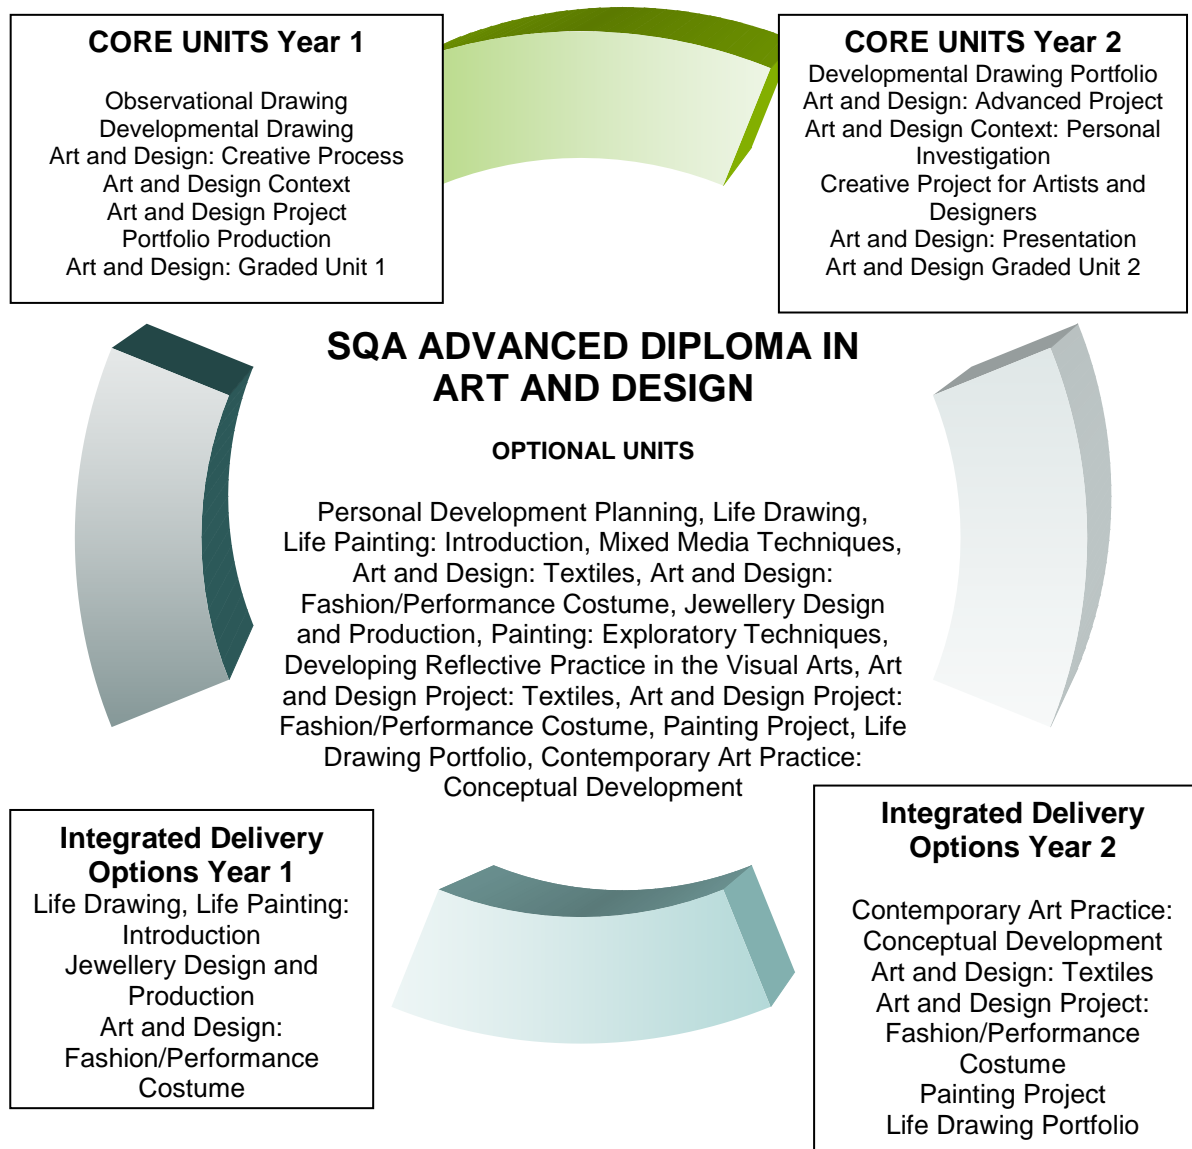 CORE UNITS Year 1
Observational Drawing
Developmental Drawing
Art and Design: Creative Process
Art and Design Context
Art and Design Project
Portfolio Production
Art and Design: Graded Unit 1
CORE UNITS Year 2
Developmental Drawing Portfolio
Art and Design: Advanced Project
Art and Design Context: Personal
Investigation
Creative Project for Artists and
Designers
Art and Design: Presentation
Art and Design Graded Unit 2
SQA ADVANCED DIPLOMA IN
ART AND DESIGN
OPTIONAL UNITS
Personal Development Planning, Life Drawing,
Life Painting: Introduction, Mixed Media Techniques,
Art and Design: Textiles, Art and Design:
Fashion/Performance Costume, Jewellery Design
and Production, Painting: Exploratory Techniques,
Developing Reflective Practice in the Visual Arts, Art
and Design Project: Textiles, Art and Design Project:
Fashion/Performance Costume, Painting Project, Life
Drawing Portfolio, Contemporary Art Practice:
Conceptual Development
Integrated Delivery
Options Year 1
Life Drawing, Life Painting:
Introduction
Jewellery Design and
Production
Art and Design:
Fashion/Performance
Costume
Integrated Delivery
Options Year 2
Contemporary Art Practice:
Conceptual Development
Art and Design: Textiles
Art and Design Project:
Fashion/Performance
Costume
Painting Project
Life Drawing Portfolio